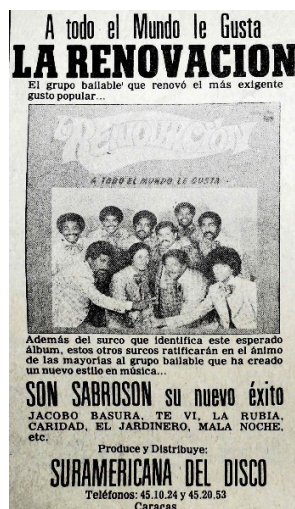 A todo el Mundo le Gusta
LA RENOVACION
El grupo bailable que renovó el más exigente
gusto popular...
La RENOVACIÓN
A TODO EL MUNDO LE GUSTA
Además del surco que identifica este esperado
álbum, estos otros surcos ratificarán en el ánimo
de las mayorías al grupo bailable que ha creado
un nuevo estilo en música...
SON SABROSON su nuevo éxito
JACOBO BASURA, TE VI, LA RUBIA,
CARIDAD, EL JARDINERO, MALA NOCHE,
etc.
Produce y Distribuye:
SURAMERICANA DEL DISCO
Teléfonos: 45.10.24 y 45.20.53
Caracas